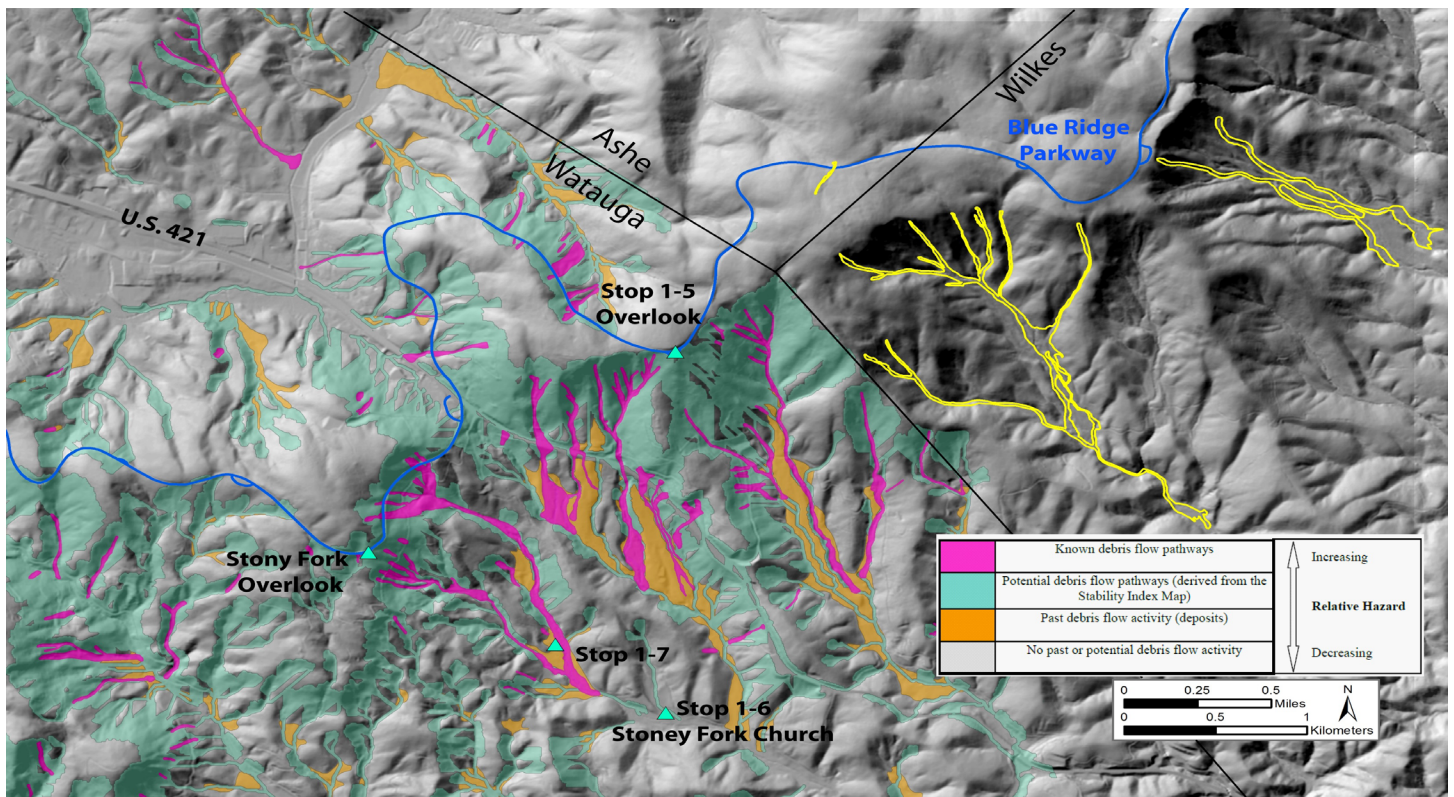 Ashe
Watauga
Wilkes
Blue Ridge
Parkway
U.S. 421
Stop 1-5
Overlook
Stony Fork
Overlook
Stop 1-7
Stop 1-6
Stoney Fork Church
Known debris flow pathways
Potential debris flow pathways (derived from the
Stability Index Map)
Past debris flow activity (deposits)
No past or potential debris flow activity
Increasing
Relative Hazard
Decreasing
0 0.25 0.5
Miles
0 0.5 1
Kilometers
N